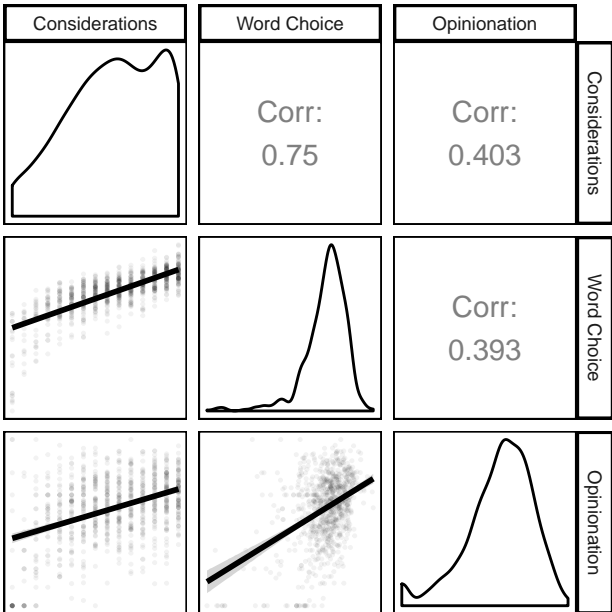 Considerations
Word Choice
Opinionation
Corr:
0.75
Corr:
0.403
Considerations
Corr:
0.393
Word Choice
Opinionation